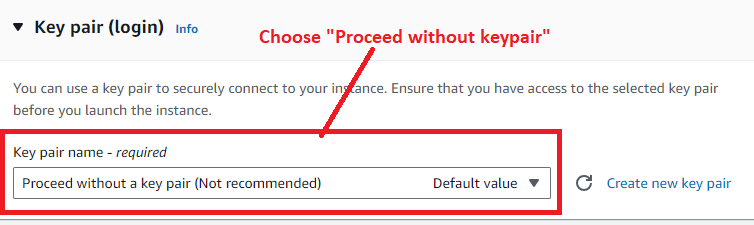 Key pair (login) Info
Choose "Proceed without keypair"
You can use a key pair to securely connect to your instance. Ensure that you have access to the selected key pair
before you launch the instance.
Key pair name - required
Proceed without a key pair (Not recommended) Default value
Create new key pair